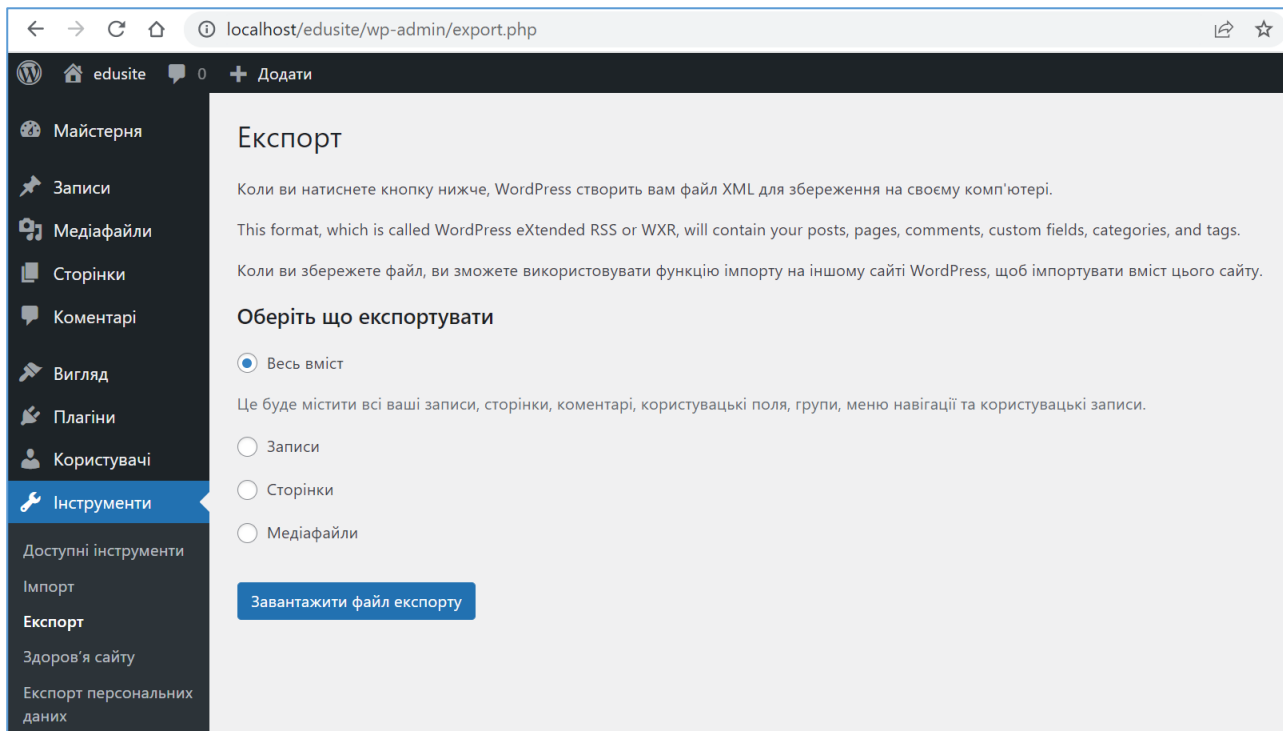 localhost/edusite/wp-admin/export.php
edusite 0 Додати
Майстерня
Записи
Медіафайли
Сторінки
Коментарі
Вигляд
Плагіни
Користувачі
Інструменти
Доступні інструменти
Імпорт
Експорт
Здоров’я сайту
Експорт персональних
даних
Експорт
Коли ви натиснете кнопку нижче, WordPress створить вам файл XML для збереження на своєму комп'ютері.
This format, which is called WordPress eXtended RSS or WXR, will contain your posts, pages, comments, custom fields, categories, and tags.
Коли ви збережете файл, ви зможете використовувати функцію імпорту на іншому сайті WordPress, щоб імпортувати вміст цього сайту.
Оберіть що експортувати
Весь вміст
Це буде містити всі ваші записи, сторінки, коментарі, користувацькі поля, групи, меню навігації та користувацькі записи.
Записи
Сторінки
Медіафайли
Завантажити файл експорту